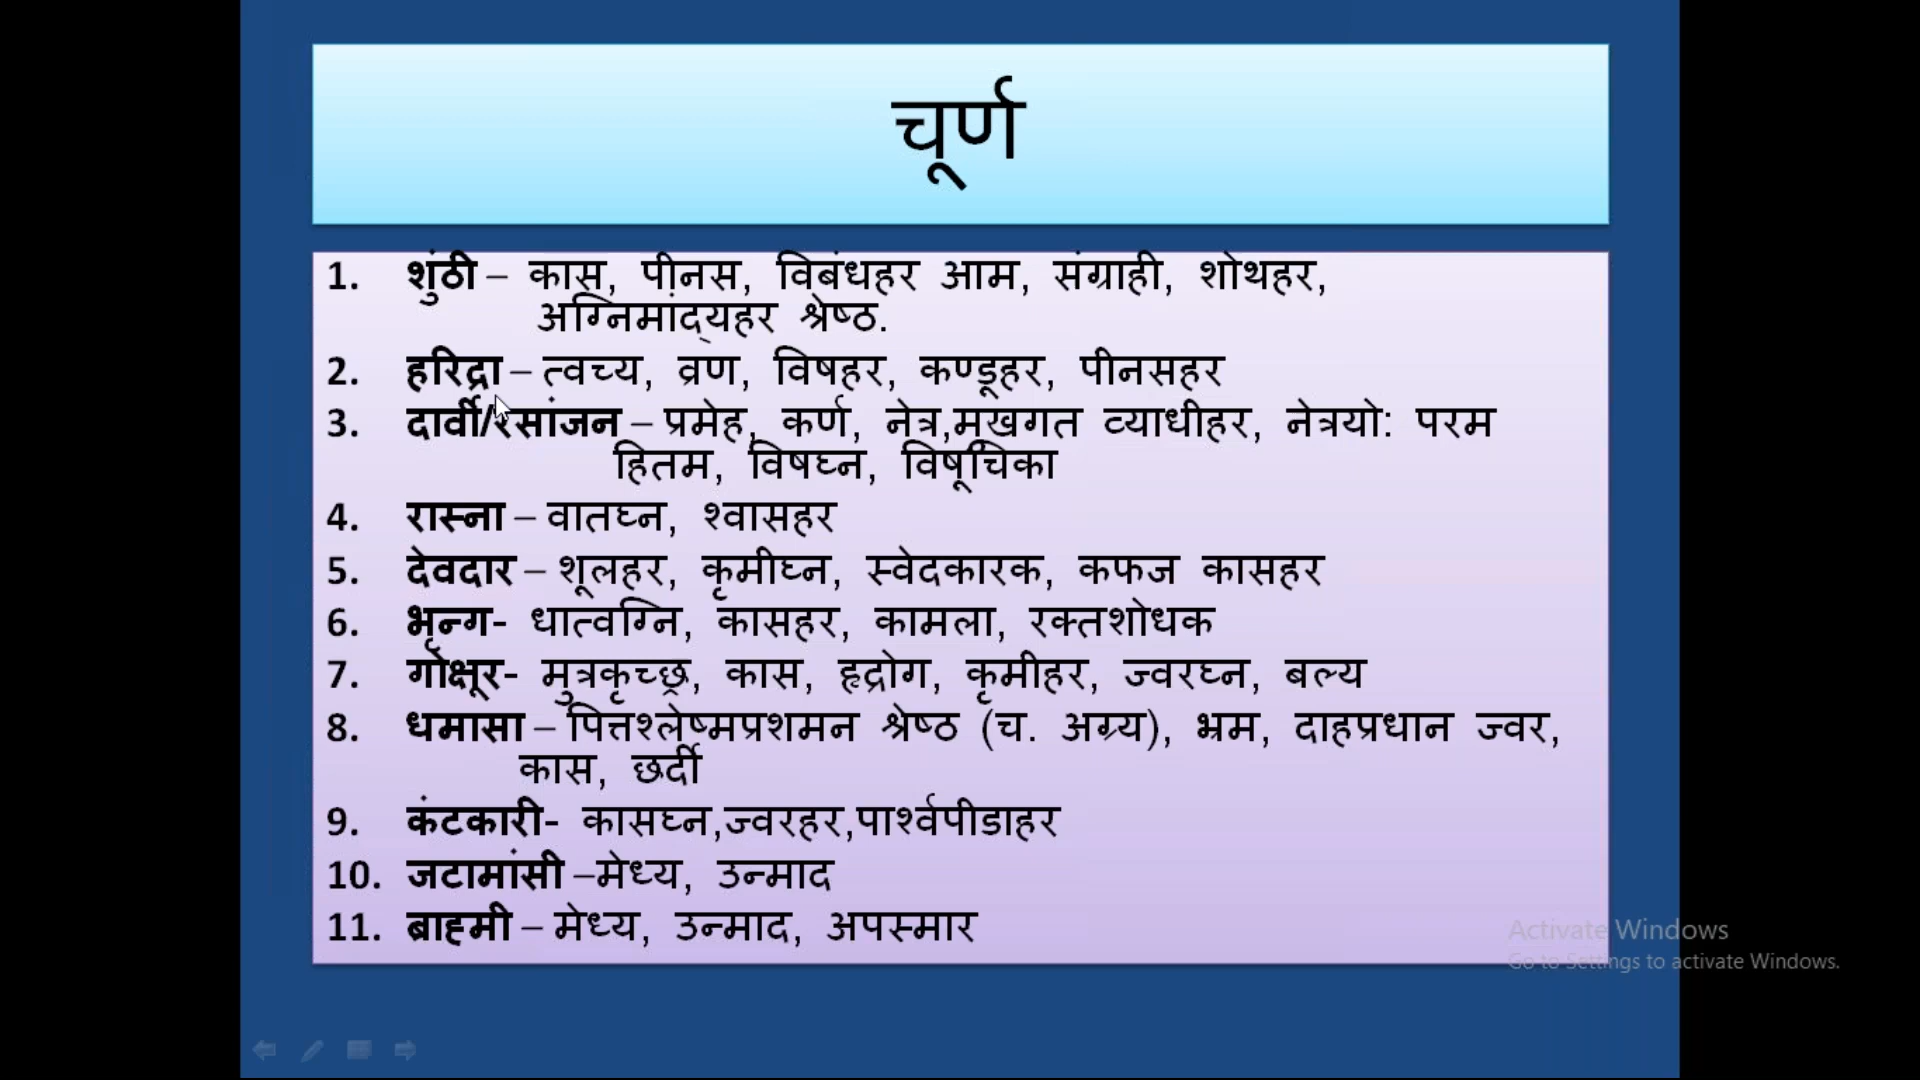 चूर्ण
1. शुंठी – कास, पीनस, विबंधहर आम, संग्राही, शोथहर,
अग्निमांद्यहर श्रेष्ठ.
2. हरिद्रा – त्वच्य, व्रण, विषहर, कण्डूहर, पीनसहर
3. दार्वी/रसांजन – प्रमेह, कर्ण, नेत्र,मुखगत व्याधीहर, नेत्रयो: परम
हितम, विषघ्न, विषूचिका
4. रास्ना – वातघ्न, श्वासहर
5. देवदार – शूलहर, कृमीघ्न, स्वेदकारक, कफज कासहर
6. भृन्ग- धात्वग्नि, कासहर, कामला, रक्तशोधक
7. गोक्षूर- मुत्रकृच्छ्र, कास, हृद्रोग, कृमीहर, ज्वरघ्न, बल्य
8. धमासा – पित्तश्लेष्मप्रशमन श्रेष्ठ (च. अग्र्य), भ्रम, दाहप्रधान ज्वर,
कास, छर्दी
9. कंटकारी- कासघ्न,ज्वरहर,पार्श्वपीडाहर
10. जटामांसी –मेध्य, उन्माद
11. ब्राह्मी – मेध्य, उन्माद, अपस्मार
Activate Windows
Go to Settings to activate Windows.